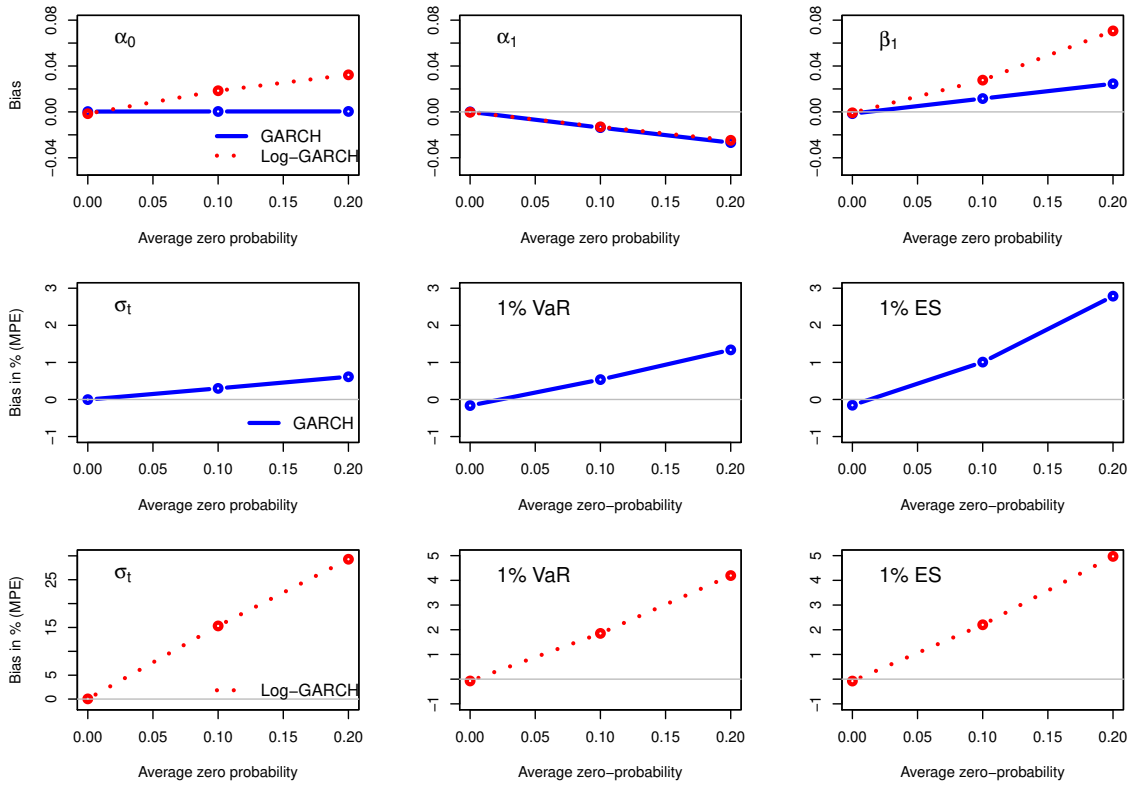 α0
α1
β1
Bias
−0.04 0.00 0.04 0.08
−0.04 0.00 0.04 0.08
−0.04 0.00 0.04 0.08
GARCH
Log−GARCH
0.00 0.05 0.10 0.15 0.20
0.00 0.05 0.10 0.15 0.20
0.00 0.05 0.10 0.15 0.20
Average zero probability
Average zero probability
Average zero probability
σt
1% VaR
1% ES
Bias in % (MPE)
−1 0 1 2 3
−1 0 1 2 3
−1 0 1 2 3
GARCH
0.00 0.05 0.10 0.15 0.20
0.00 0.05 0.10 0.15 0.20
0.00 0.05 0.10 0.15 0.20
Average zero probability
Average zero−probability
Average zero−probability
σt
1% VaR
1% ES
Bias in % (MPE)
0 5 15 25
−1 1 2 3 4 5
−1 1 2 3 4 5
Log−GARCH
0.00 0.05 0.10 0.15 0.20
0.00 0.05 0.10 0.15 0.20
0.00 0.05 0.10 0.15 0.20
Average zero probability
Average zero−probability
Average zero−probability